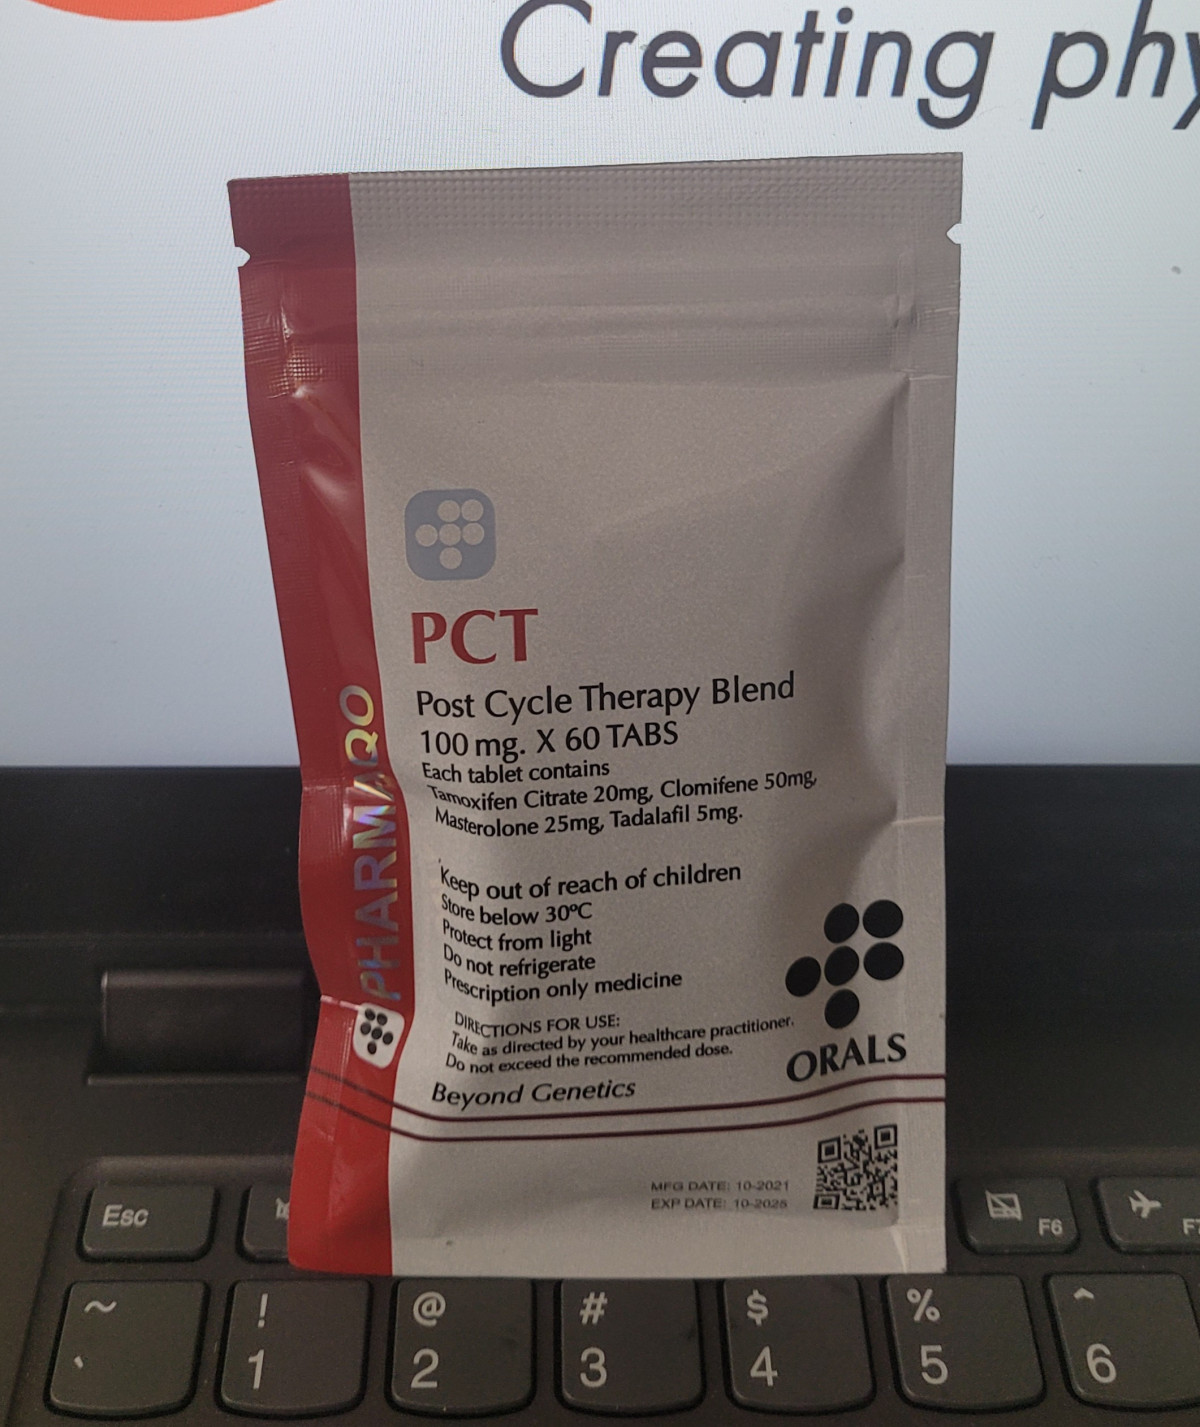 Creating phy
PCT
Post Cycle Therapy Blend
100 mg. X 60 TABS
Each tablet contains
Tamoxifen Citrate 20mg, Clomifene 50mg,
Masterolone 25mg, Tadalafil 5mg.
Keep out of reach of children
Store below 30ºC
Protect from light
Do not refrigerate
Prescription only medicine
DIRECTIONS FOR USE:
Take as directed by your healthcare practitioner.
Do not exceed the recommended dose.
ORALS
Beyond Genetics
MFG DATE: 10-2021
EXP DATE: 10-2026
PHARMAQO
Esc
F6
F7
~
`
!
1
@
2
#
3
$
4
%
5
^
6